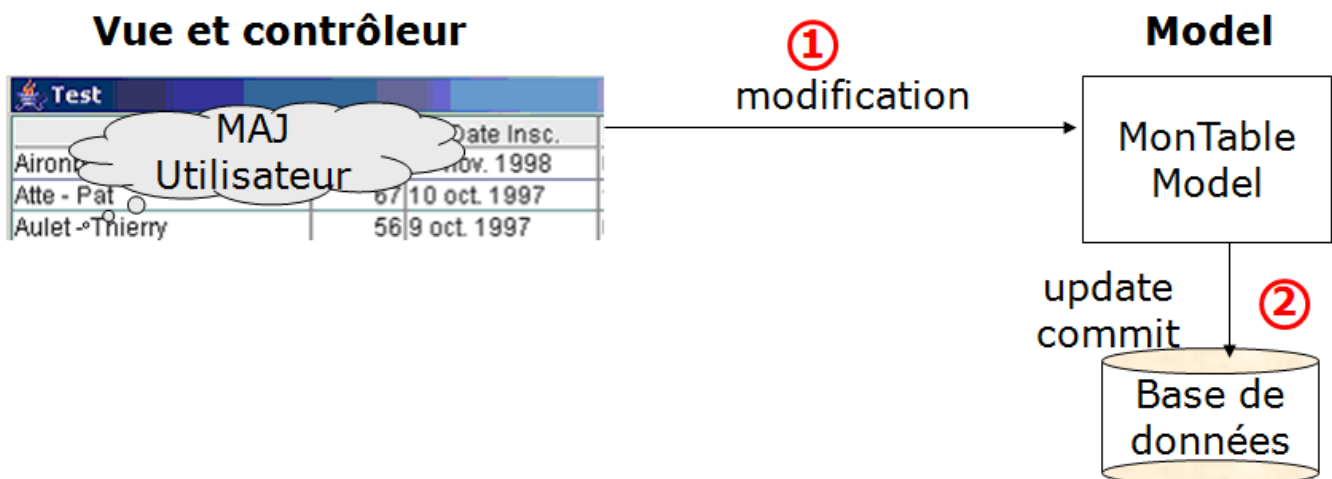 Vue et contrôleur
① Model
modification
Test
MAJ
Utilisateur
Date Insc.
nov. 1998
Atte - Pat 67 10 oct. 1997
Aulet - Thierry 56 9 oct. 1997
MonTable
Model
update
commit
②
Base de
données